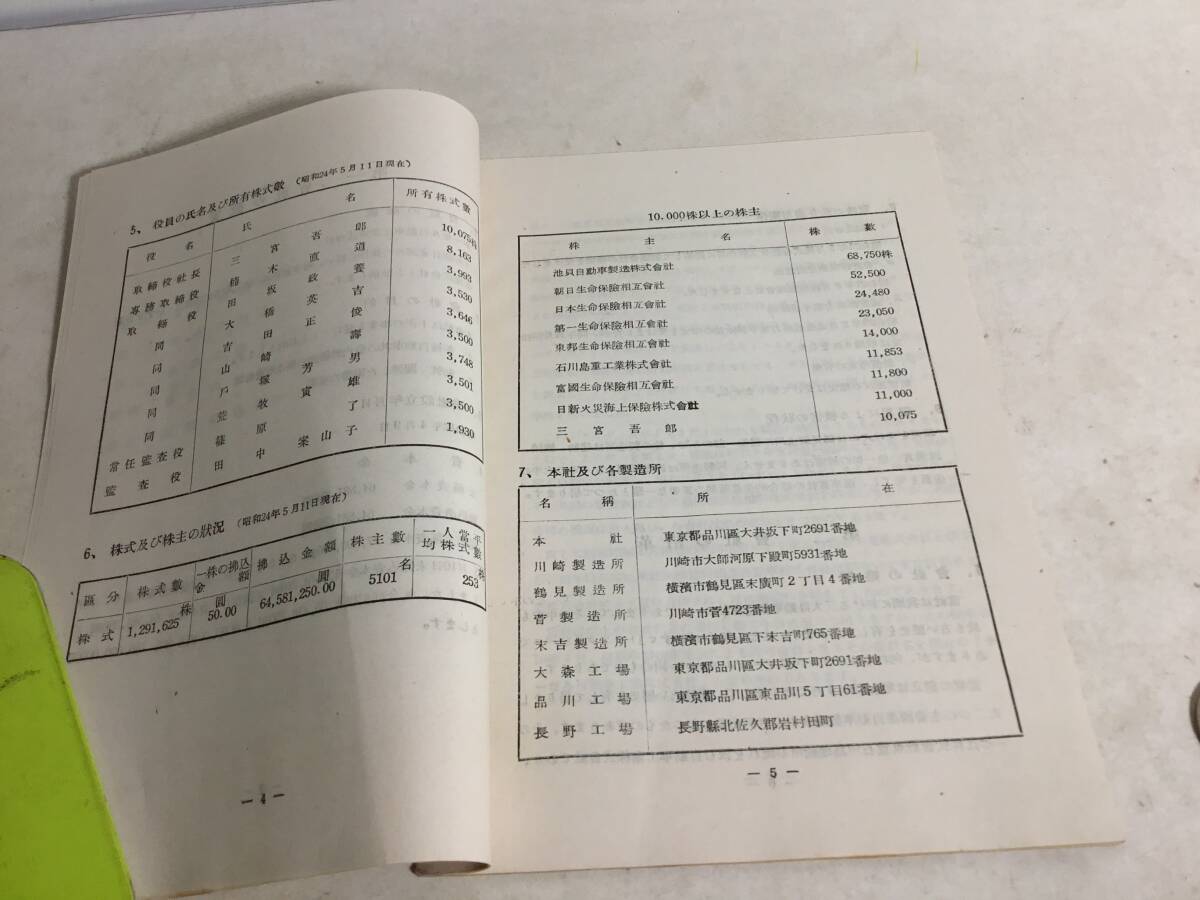 5、役員の氏名及び所有株式數 (昭和24年5月11日現在)
役名 氏名 所有株式數
取締役社長 三宮吾郎 10,075株
専務取締役 楠木直道 8,163
取締役 田坂政養 3,993
同 大橋英吉 3,530
同 吉田正俊 3,646
同 山崎壽 3,500
同 戸塚芳男 3,748
同 荒牧寅雄 3,501
常任監査役 篠原了 3,500
監査役 田中案山子 1,930
6、株式及び株主の狀況 (昭和24年5月11日現在)
區分 株式數 一株の拂込金額 拂込金額 株主數 一人當平均株式數
株式 1,291,625株 50.00圓 64,581,250.00圓 5101名 253株
— 4 —
10.000株以上の株主
株主名 株數
池貝自動車製造株式會社 68,750株
朝日生命保險相互會社 52,500
日本生命保險相互會社 24,480
第一生命保險相互會社 23,050
東邦生命保險相互會社 14,000
石川島重工業株式會社 11,853
富國生命保險相互會社 11,800
日新火災海上保險株式會社 11,000
三宮吾郎 10,075
7、本社及び各製造所
名稱 所在
本社 東京都品川區大井坂下町2691番地
川崎製造所 川崎市大師河原下殿町5931番地
鶴見製造所 横濱市鶴見區末廣町2丁目4番地
菅製造所 川崎市菅4723番地
末吉製造所 横濱市鶴見區下末吉町765番地
大森工場 東京都品川區大井坂下町2691番地
品川工場 東京都品川區東品川5丁目61番地
長野工場 長野縣北佐久郡岩村田町
— 5 —